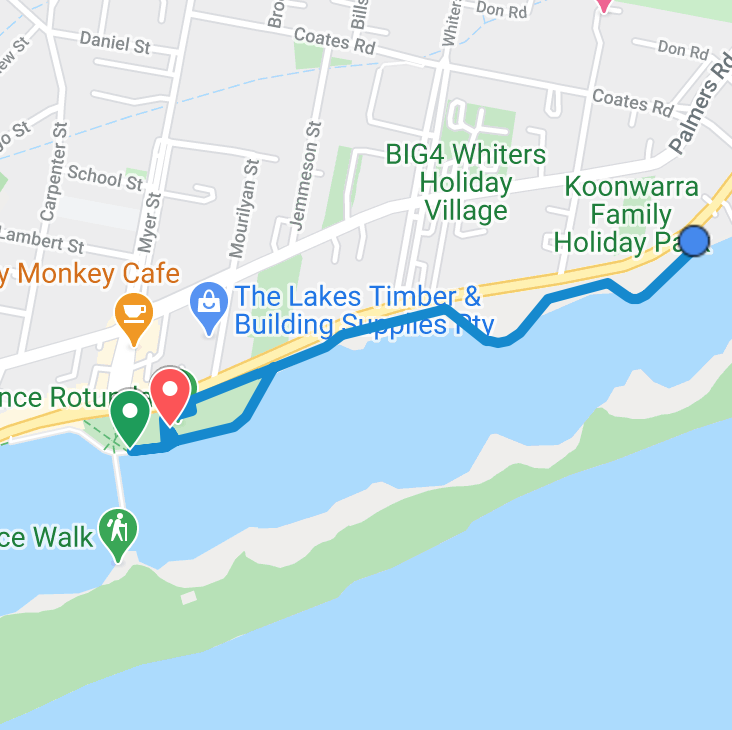 Don Rd
Daniel St
Coates Rd
Don Rd
Coates Rd
Palmers Rd
Carpenter St
School St
Myer St
Mourilyan St
Jemmeson St
BIG4 Whiters
Holiday
Village
Koonwarra
Family
Holiday Park
Lambert St
y Monkey Cafe
The Lakes Timber &
Building Supplies Pty
nce Rotunda
ce Walk